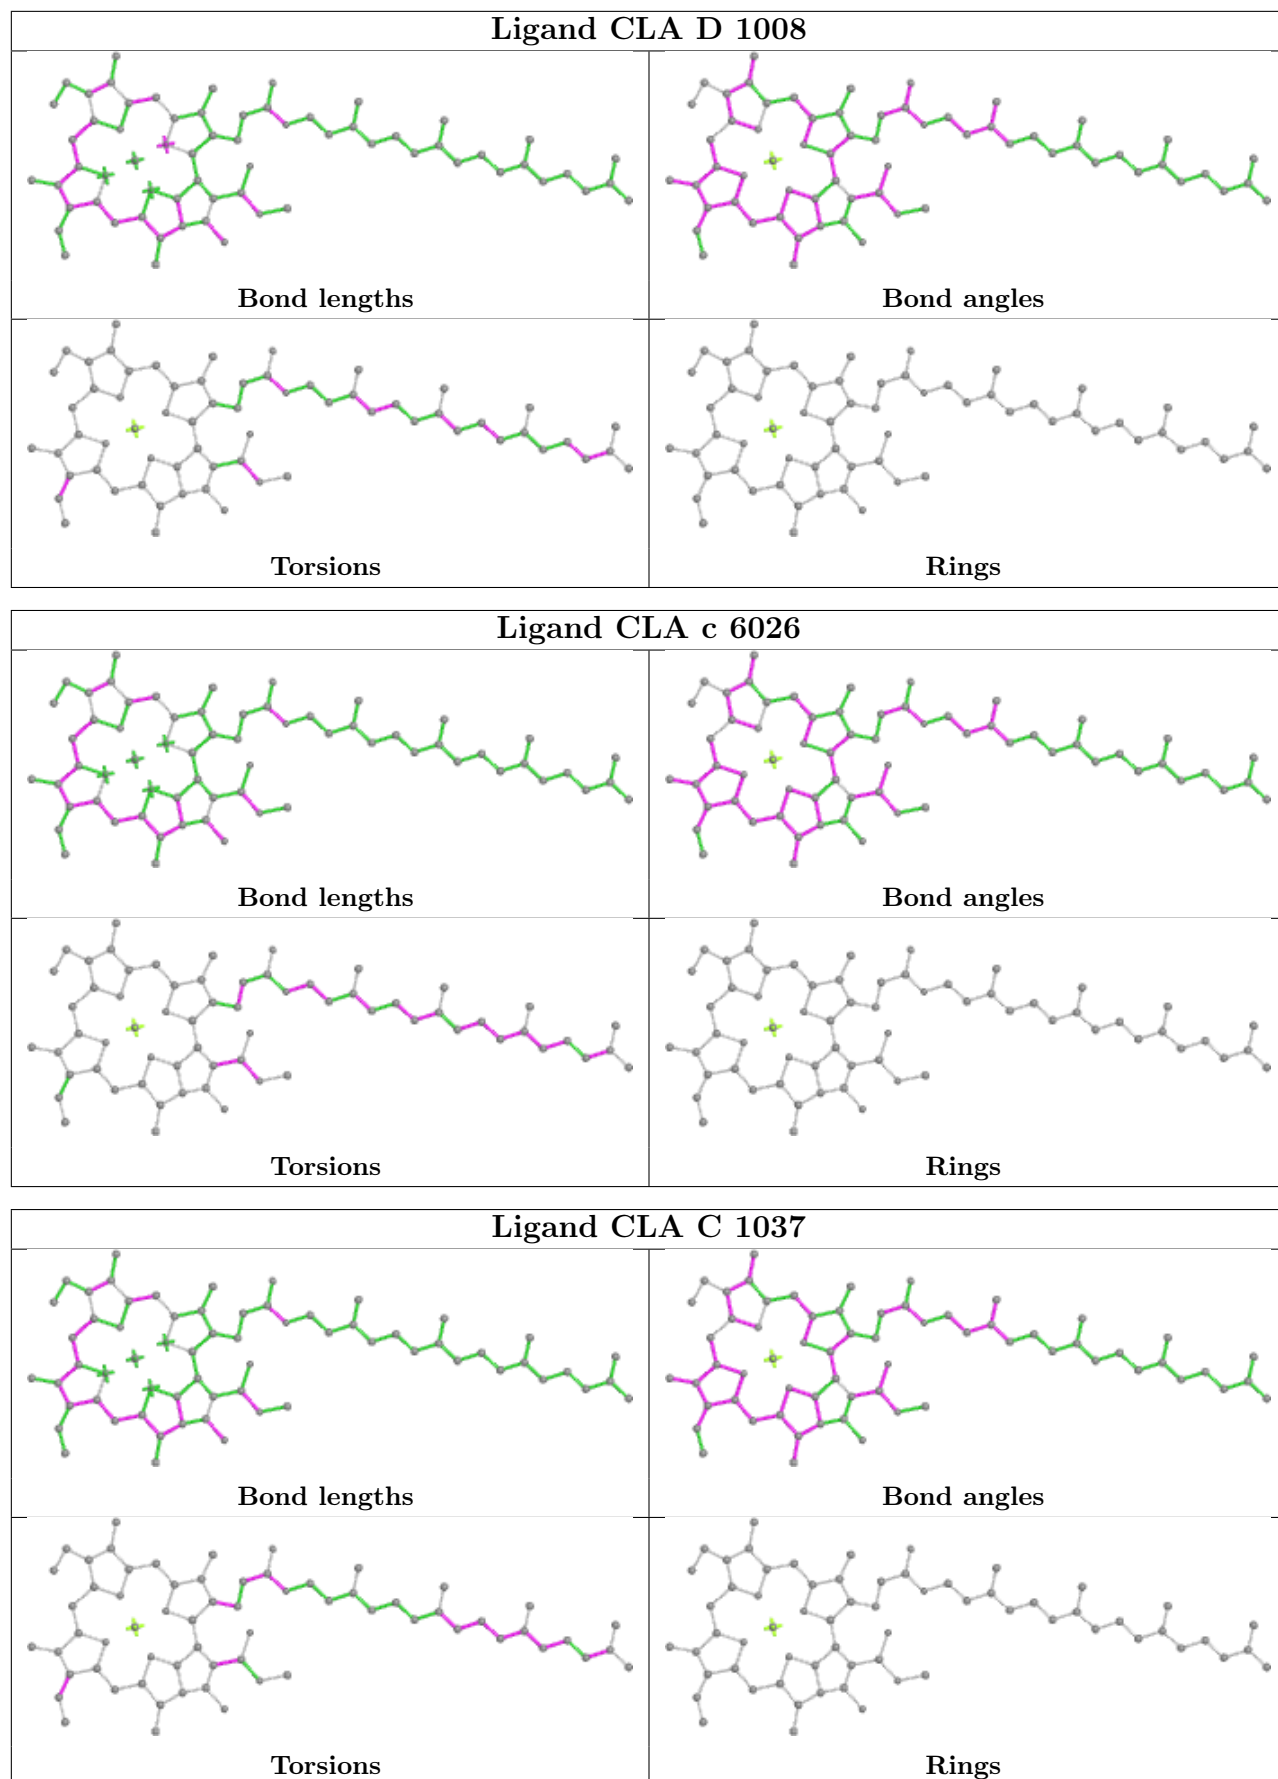 Ligand CLA D 1008
Bond lengths
Bond angles
Torsions
Rings
Ligand CLA c 6026
Bond lengths
Bond angles
Torsions
Rings
Ligand CLA C 1037
Bond lengths
Bond angles
Torsions
Rings